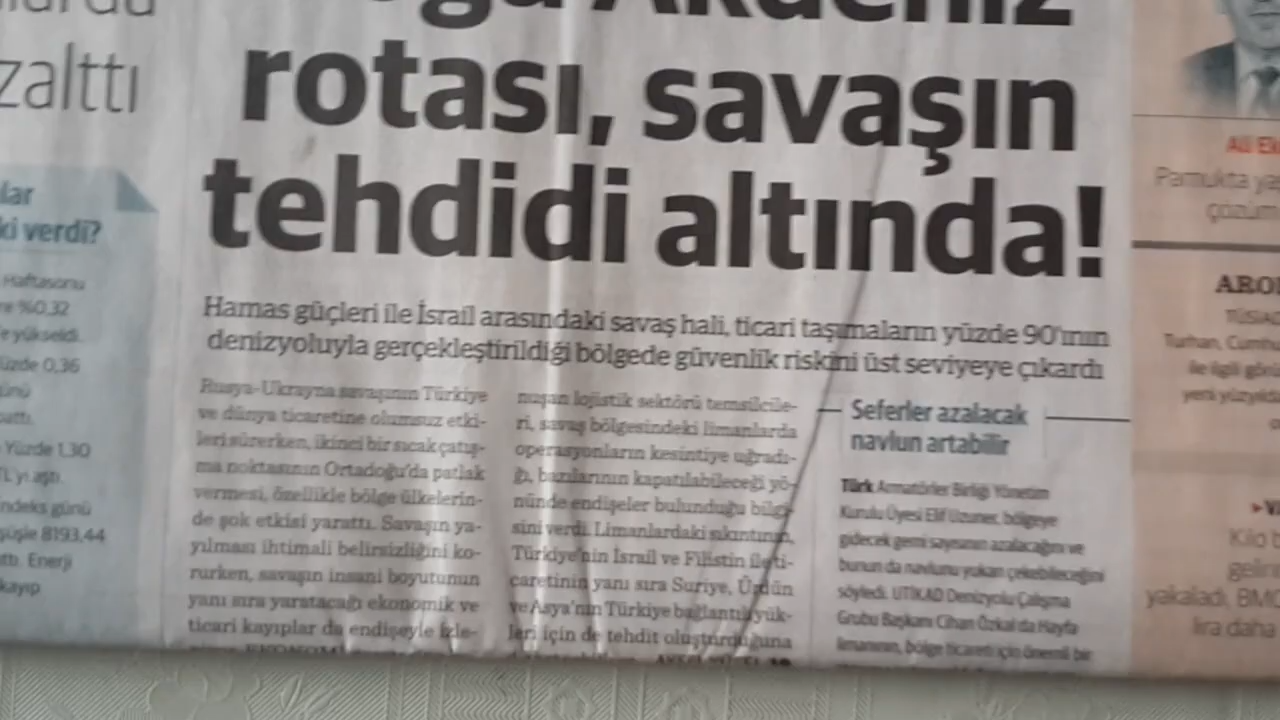 zalttı
rotası, savaşın
tehdidi altında!
Hamas güçleri ile İsrail arasındaki savaş hali, ticari taşımaların yüzde 90'ının
denizyoluyla gerçekleştirildiği bölgede güvenlik riskini üst seviyeye çıkardı
Rusya-Ukrayna savaşının Türkiye
ve dünya ticaretine olumsuz etki-
leri sürerken, ikinci bir sıcak çatış-
ma noktasının Ortadoğu'da patlak
vermesi, özellikle bölge ülkelerin-
de şok etkisi yarattı. Savaşın ya-
yılması ihtimali belirsizliğini ko-
rurken, savaşın insani boyutunun
yanı sıra yaratacağı ekonomik ve
ticari kayıplar da endişeyle izle-
nuşan lojistik sektörü temsilcile-
ri, savaş bölgesindeki limanlarda
operasyonların kesintiye uğradı-
ğı, bazılarının kapatılabileceği yö-
nünde endişeler bulunduğu bilgi-
sini verdi. Limanlardaki sıkıntının,
Türkiye'nin İsrail ve Filistin ile ti-
caretinin yanı sıra Suriye, Ürdün
ve Asya'nın Türkiye bağlantılı yük-
leri için de tehdit oluşturduğuna
Seferler azalacak
navlun artabilir
Türk Armatörler Birliği Yönetim
Kurulu Üyesi Elif Uzuner, bölgeye
gidecek gemi sayısının azalacağını ve
bunun da navlunu yukarı çekebileceğini
söyledi. UTİKAD Denizyolu Çalışma
Grubu Başkanı Cihan Özkal da Hayfa
limanının, bölge ticareti için önemli bir
lar
ki verdi?
Haftasonu
%0,32
yükseldi.
0,36
Yüzde 1,30
TL'yi aştı.
günü
8193,44
Enerji
kayıp
Pamukta
çözüm
TÜSİAD
Turhan,
ile ilgili
yeni
Kilo
yakaladı,
lira daha